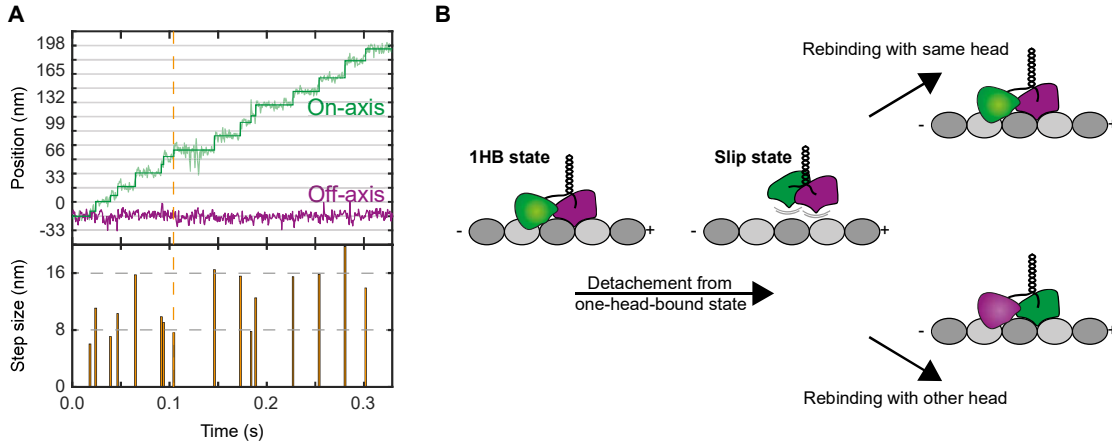 A
B
198
165
132
99
66
33
0
-33
Position (nm)
On-axis
Off-axis
16
8
0
Step size (nm)
0.0
0.1
0.2
0.3
Time (s)
Rebinding with same head
-
+
1HB state
Slip state
-
+
-
+
Detachement from
one-head-bound state
-
+
Rebinding with other head